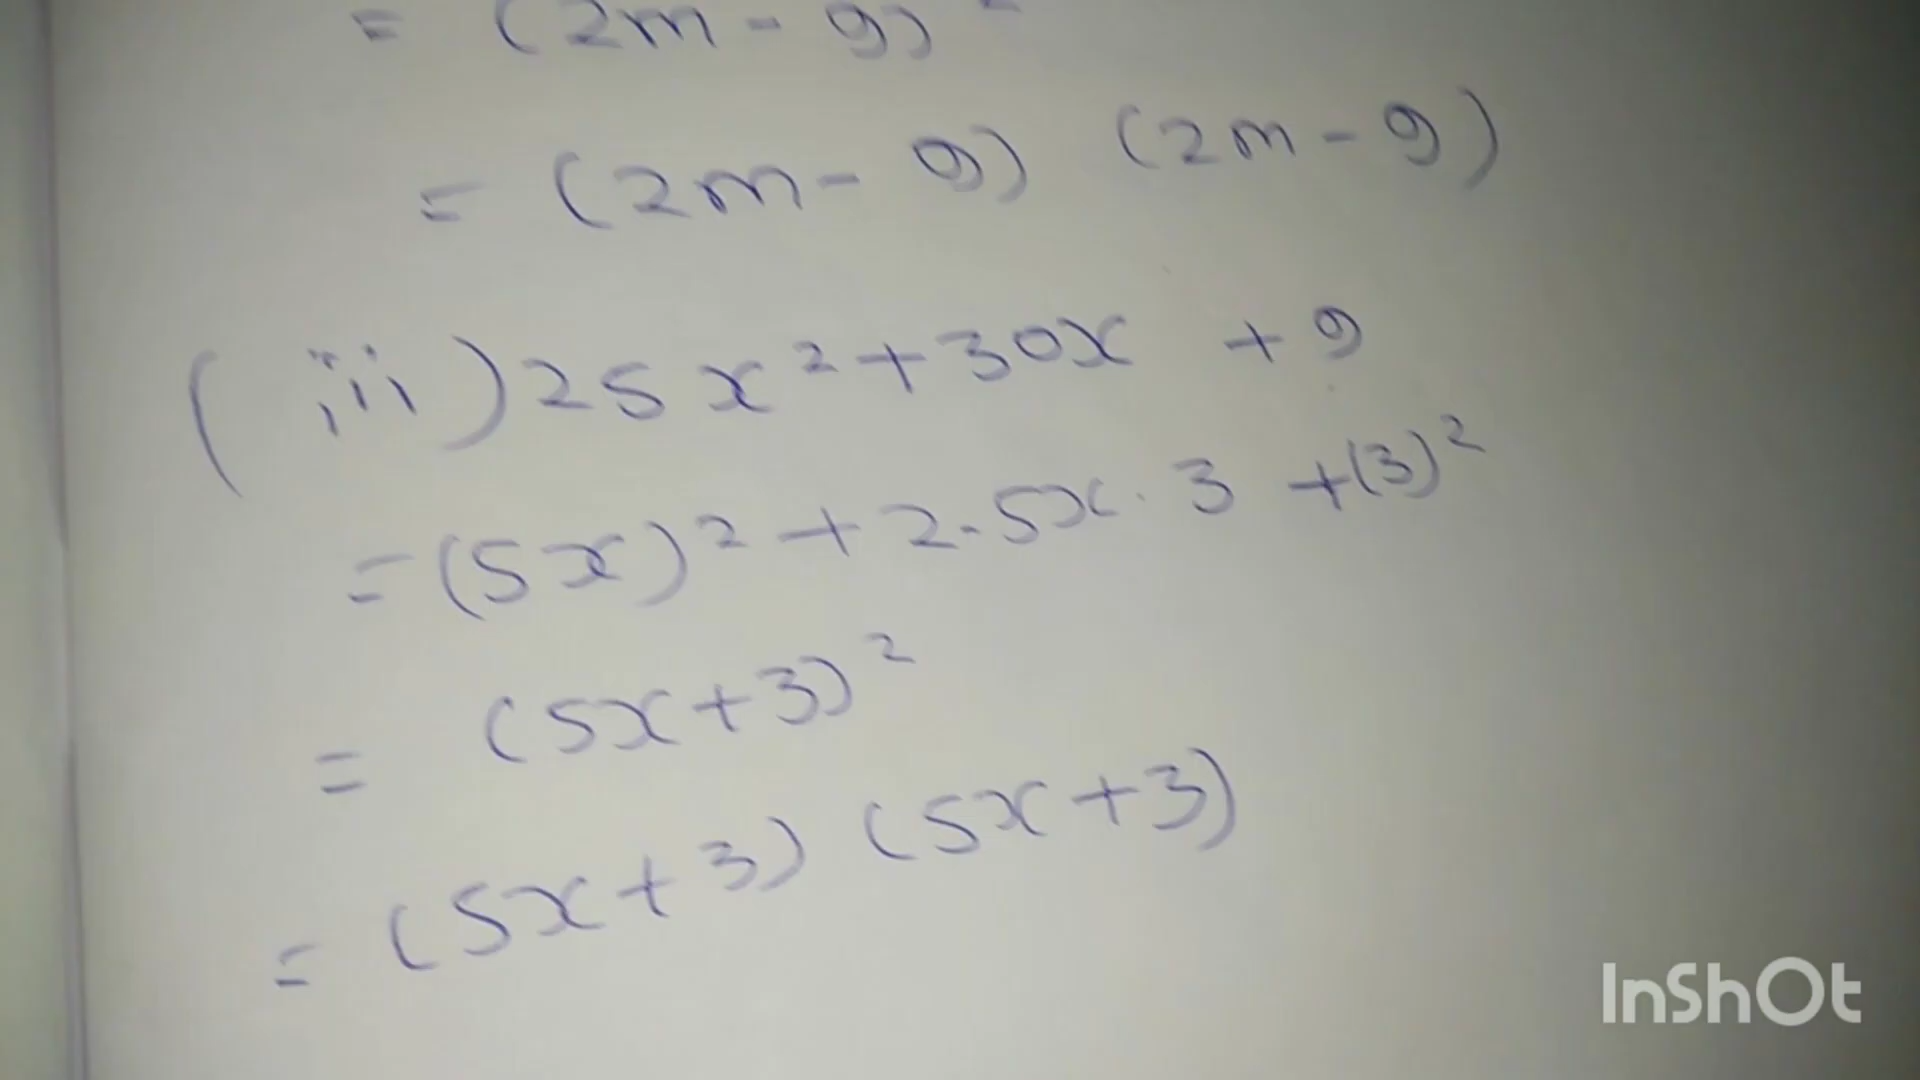 = (2m - 9)²
= (2m - 9) (2m - 9)
(iii) 25x² + 30x + 9
= (5x)² + 2.5x.3 + (3)²
= (5x+3)²
= (5x+3) (5x+3)
InShOt